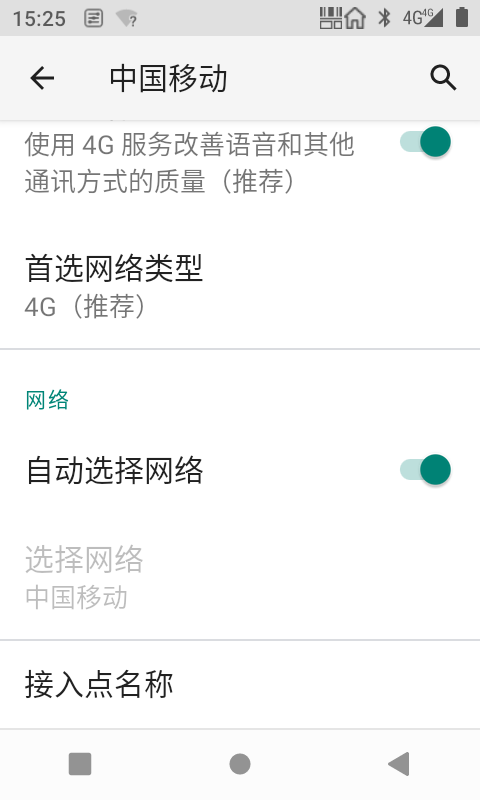 15:25 ? 4G 4G
中国移动
使用 4G 服务改善语音和其他
通讯方式的质量（推荐）
首选网络类型
4G（推荐）
网络
自动选择网络
选择网络
中国移动
接入点名称